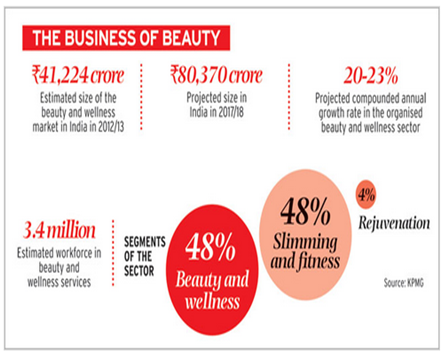 THE BUSINESS OF BEAUTY
₹41,224 crore
Estimated size of the
beauty and wellness
market in India in 2012/13
₹80,370 crore
Projected size in
India in 2017/18
20-23%
Projected compounded annual
growth rate in the organised
beauty and wellness sector
3.4 million
Estimated workforce in
beauty and
wellness services
SEGMENTS
OF THE
SECTOR
48%
Beauty and
wellness
48%
Slimming
and fitness
4%
Rejuvenation
Source: KPMG